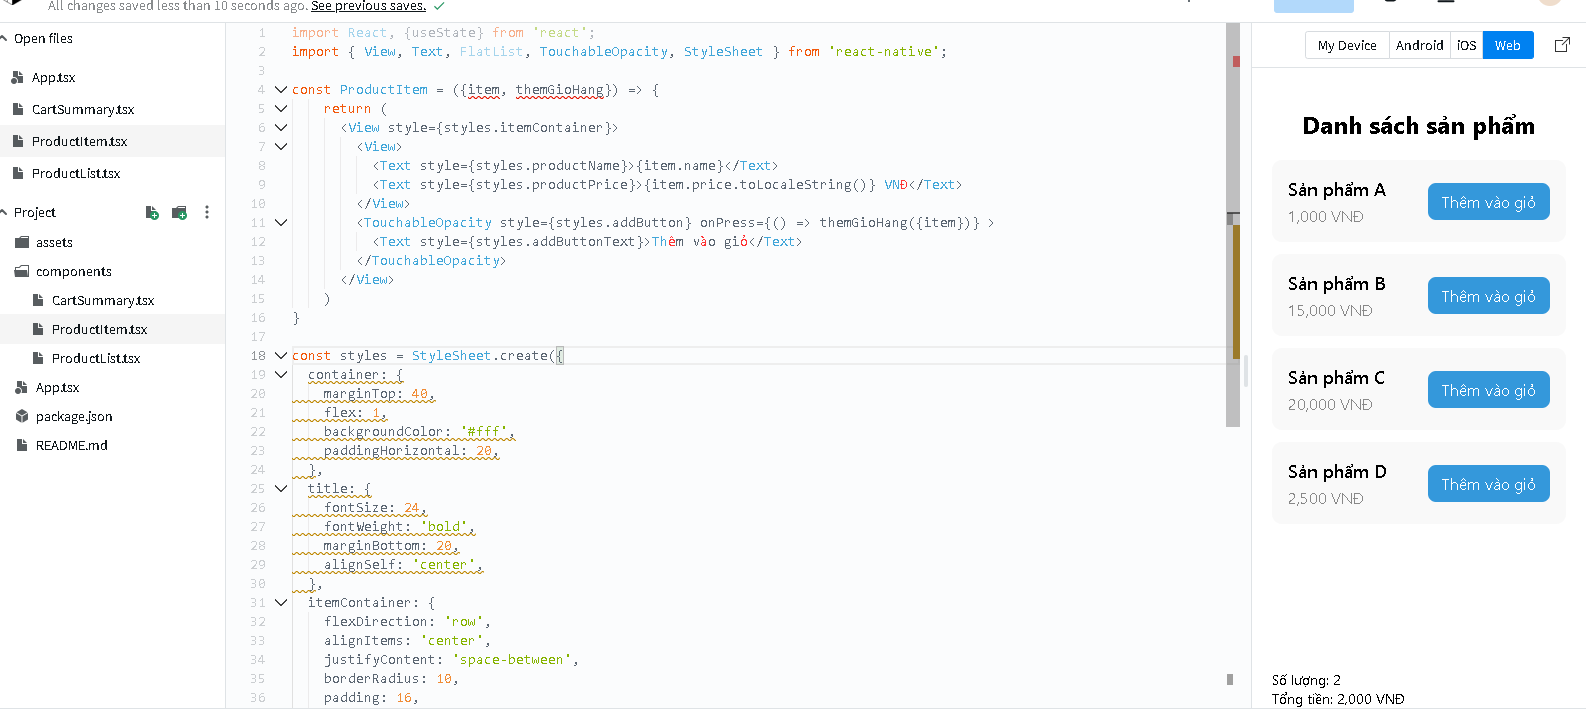 All changes saved less than 10 seconds ago. See previous saves.
Open files
App.tsx
CartSummary.tsx
ProductItem.tsx
ProductList.tsx
Project
assets
components
CartSummary.tsx
ProductItem.tsx
ProductList.tsx
App.tsx
package.json
README.md
1 import React, {useState} from 'react';
2 import { View, Text, FlatList, TouchableOpacity, StyleSheet } from 'react-native';
3
4 const ProductItem = ({item, themGioHang}) => {
5 return (
6 <View style={styles.itemContainer}>
7 <View>
8 <Text style={styles.productName}>{item.name}</Text>
9 <Text style={styles.productPrice}>{item.price.toLocaleString()} VNĐ</Text>
10 </View>
11 <TouchableOpacity style={styles.addButton} onPress={() => themGioHang({item})} >
12 <Text style={styles.addButtonText}>Thêm vào giỏ</Text>
13 </TouchableOpacity>
14 </View>
15 )
16 }
17
18 const styles = StyleSheet.create({
19 container: {
20 marginTop: 40,
21 flex: 1,
22 backgroundColor: '#fff',
23 paddingHorizontal: 20,
24 },
25 title: {
26 fontSize: 24,
27 fontWeight: 'bold',
28 marginBottom: 20,
29 alignSelf: 'center',
30 },
31 itemContainer: {
32 flexDirection: 'row',
33 alignItems: 'center',
34 justifyContent: 'space-between',
35 borderRadius: 10,
36 padding: 16,
My Device Android iOS Web
Danh sách sản phẩm
Sản phẩm A
1,000 VNĐ
Thêm vào giỏ
Sản phẩm B
15,000 VNĐ
Thêm vào giỏ
Sản phẩm C
20,000 VNĐ
Thêm vào giỏ
Sản phẩm D
2,500 VNĐ
Thêm vào giỏ
Số lượng: 2
Tổng tiền: 2,000 VNĐ